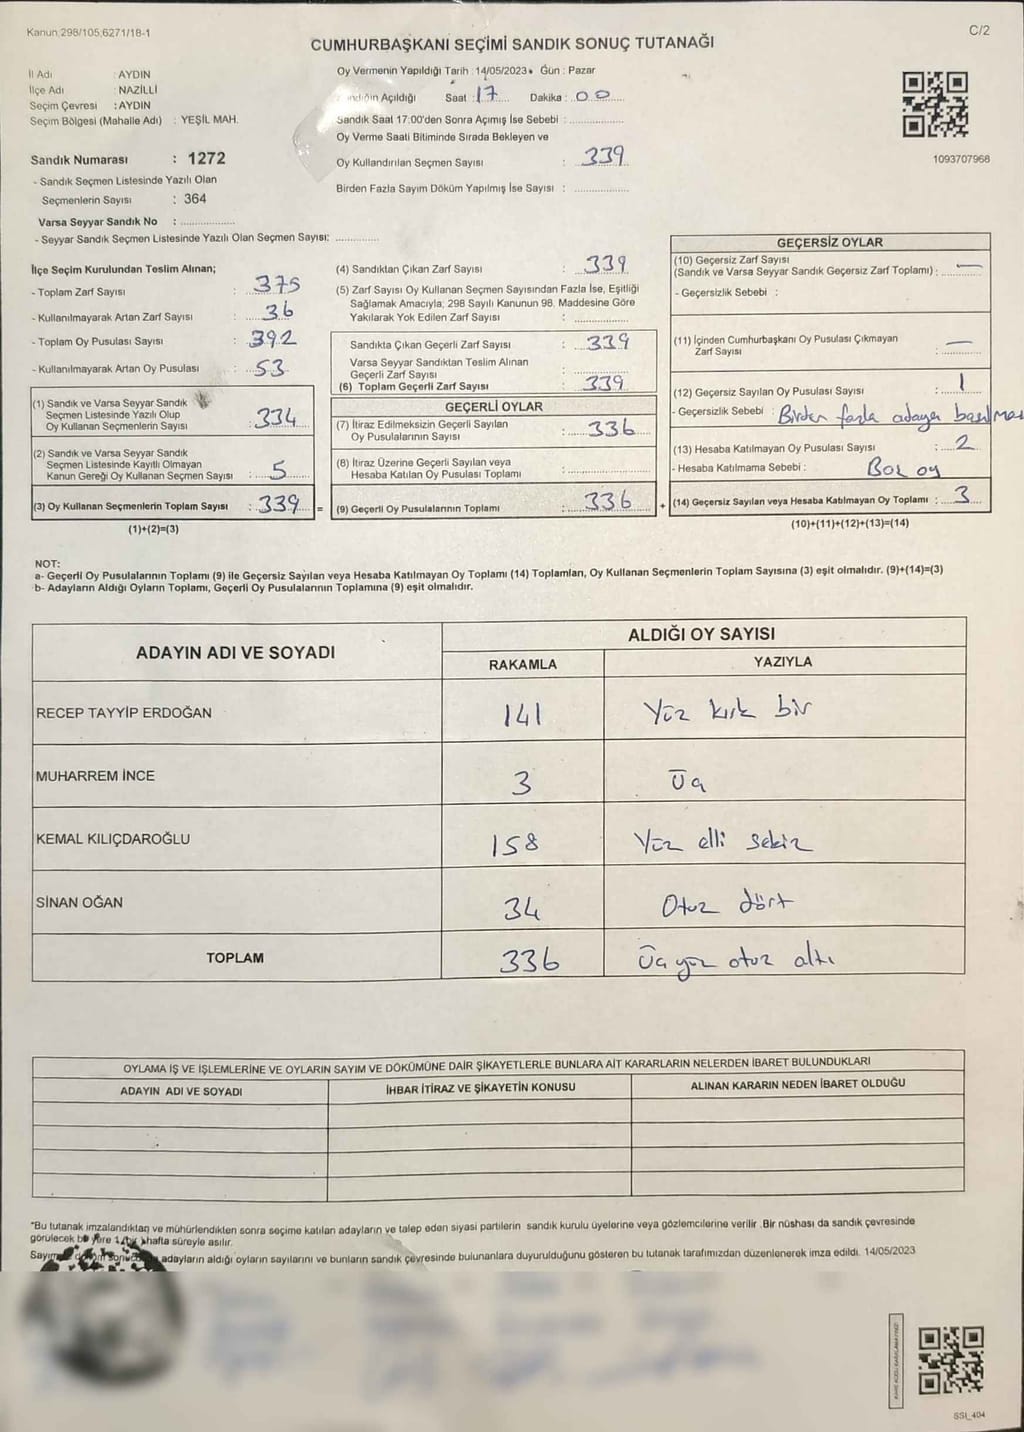 Kanun 298/105,6271/18-1
C/2
CUMHURBAŞKANI SEÇİMİ SANDIK SONUÇ TUTANAĞI
İl Adı : AYDIN
İlçe Adı : NAZİLLİ
Seçim Çevresi : AYDIN
Seçim Bölgesi (Mahalle Adı) : YEŞİL MAH.
Sandık Numarası : 1272
- Sandık Seçmen Listesinde Yazılı Olan
Seçmenlerin Sayısı : 364
Varsa Seyyar Sandık No : ....................
- Seyyar Sandık Seçmen Listesinde Yazılı Olan Seçmen Sayısı: ...............
Oy Vermenin Yapıldığı Tarih : 14/05/2023 Gün : Pazar
Açıldığı Saat : 17 Dakika : 00
Sandık Saat 17:00'den Sonra Açımış İse Sebebi : ....................
Oy Verme Saati Bitiminde Sırada Bekleyen ve
Oy Kullandırılan Seçmen Sayısı : 339
Birden Fazla Sayım Döküm Yapılmış İse Sayısı : ....................
1093707968
İlçe Seçim Kurulundan Teslim Alınan;
- Toplam Zarf Sayısı : 375
- Kullanılmayarak Artan Zarf Sayısı : 36
- Toplam Oy Pusulası Sayısı : 392
- Kullanılmayarak Artan Oy Pusulası : 53
(1) Sandık ve Varsa Seyyar Sandık
Seçmen Listesinde Yazılı Olup
Oy Kullanan Seçmenlerin Sayısı : 334
(2) Sandık ve Varsa Seyyar Sandık
Seçmen Listesinde Kayıtlı Olmayan
Kanun Gereği Oy Kullanan Seçmen Sayısı : 5
(3) Oy Kullanan Seçmenlerin Toplam Sayısı : 339 =
(1)+(2)=(3)
(4) Sandıktan Çıkan Zarf Sayısı : 339
(5) Zarf Sayısı Oy Kullanan Seçmen Sayısından Fazla İse, Eşitliği
Sağlamak Amacıyla; 298 Sayılı Kanunun 98. Maddesine Göre
Yakılarak Yok Edilen Zarf Sayısı : ....................
Sandıkta Çıkan Geçerli Zarf Sayısı : 339
Varsa Seyyar Sandıktan Teslim Alınan
Geçerli Zarf Sayısı : ....................
(6) Toplam Geçerli Zarf Sayısı : 339
GEÇERLİ OYLAR
(7) İtiraz Edilmeksizin Geçerli Sayılan
Oy Pusulalarının Sayısı : 336
(8) İtiraz Üzerine Geçerli Sayılan veya
Hesaba Katılan Oy Pusulası Toplamı : ....................
(9) Geçerli Oy Pusulalarının Toplamı : 336 +
GEÇERSİZ OYLAR
(10) Geçersiz Zarf Sayısı
(Sandık ve Varsa Seyyar Sandık Geçersiz Zarf Toplamı) : —
- Geçersizlik Sebebi :
(11) İçinden Cumhurbaşkanı Oy Pusulası Çıkmayan
Zarf Sayısı : —
(12) Geçersiz Sayılan Oy Pusulası Sayısı : 1
- Geçersizlik Sebebi : Birden fazla adaya basılması
(13) Hesaba Katılmayan Oy Pusulası Sayısı : 2
- Hesaba Katılmama Sebebi : Boş oy
(14) Geçersiz Sayılan veya Hesaba Katılmayan Oy Toplamı : 3
(10)+(11)+(12)+(13)=(14)
NOT:
a- Geçerli Oy Pusulalarının Toplamı (9) ile Geçersiz Sayılan veya Hesaba Katılmayan Oy Toplamı (14) Toplamları, Oy Kullanan Seçmenlerin Toplam Sayısına (3) eşit olmalıdır. (9)+(14)=(3)
b- Adayların Aldığı Oyların Toplamı, Geçerli Oy Pusulalarının Toplamına (9) eşit olmalıdır.
ADAYIN ADI VE SOYADI
ALDIĞI OY SAYISI
RAKAMLA YAZIYLA
RECEP TAYYİP ERDOĞAN 141 Yüz kırk bir
MUHARREM İNCE 3 Üç
KEMAL KILIÇDAROĞLU 158 Yüz elli sekiz
SİNAN OĞAN 34 Otuz dört
TOPLAM 336 Üç yüz otuz altı
OYLAMA İŞ VE İŞLEMLERİNE VE OYLARIN SAYIM VE DÖKÜMÜNE DAİR ŞİKAYETLERLE BUNLARA AİT KARARLARIN NELERDEN İBARET BULUNDUKLARI
ADAYIN ADI VE SOYADI İHBAR İTİRAZ VE ŞİKAYETİN KONUSU ALINAN KARARIN NEDEN İBARET OLDUĞU
*Bu tutanak imzalandıktan ve mühürlendikten sonra seçime katılan adayların ve talep eden siyasi partilerin sandık kurulu üyelerine veya gözlemcilerine verilir. Bir nüshası da sandık çevresinde
görülecek bir yere 1 hafta süreyle asılır.
adayların aldığı oyların sayılarını ve bunların sandık çevresinde bulunanlara duyurulduğunu gösteren bu tutanak tarafımızdan düzenlenerek imza edildi. 14/05/2023
SSI_404